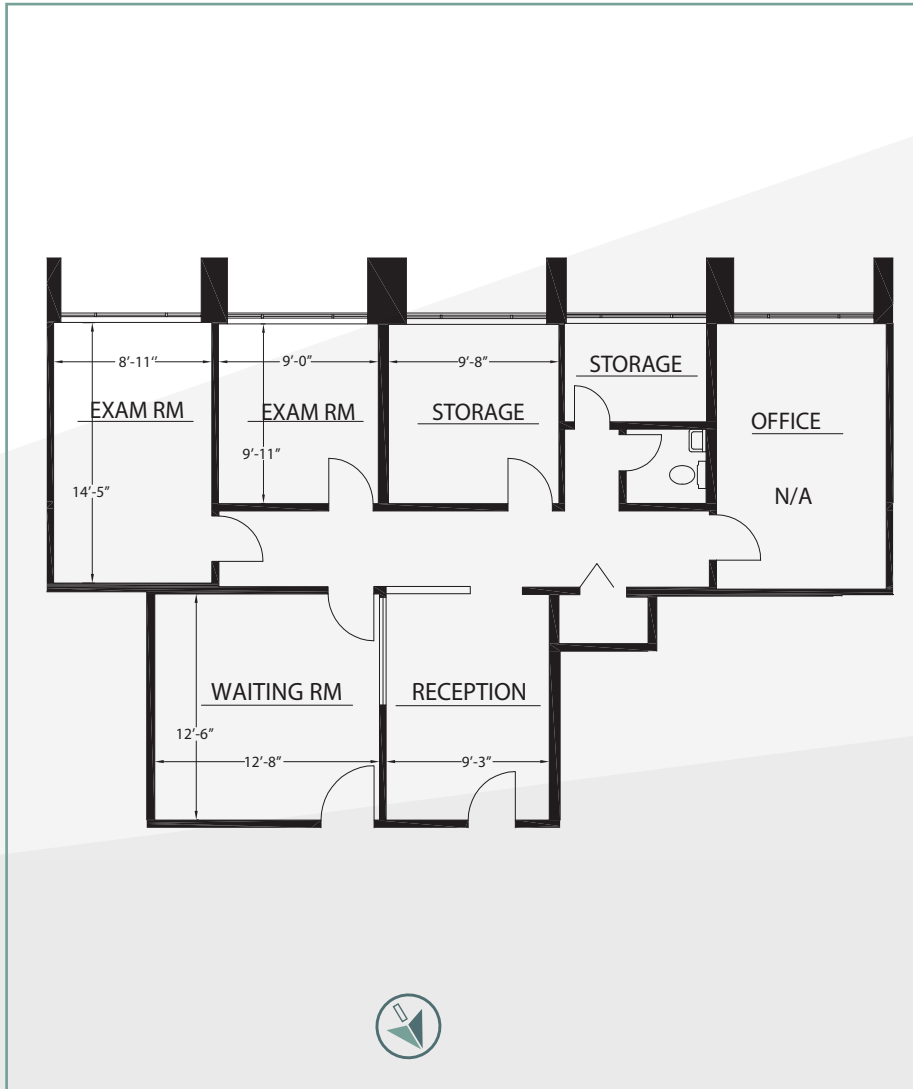 8'-11"
9'-0"
9'-8"
STORAGE
EXAM RM
EXAM RM
STORAGE
OFFICE
9'-11"
14'-5"
N/A
WAITING RM
RECEPTION
12'-6"
12'-8"
9'-3"